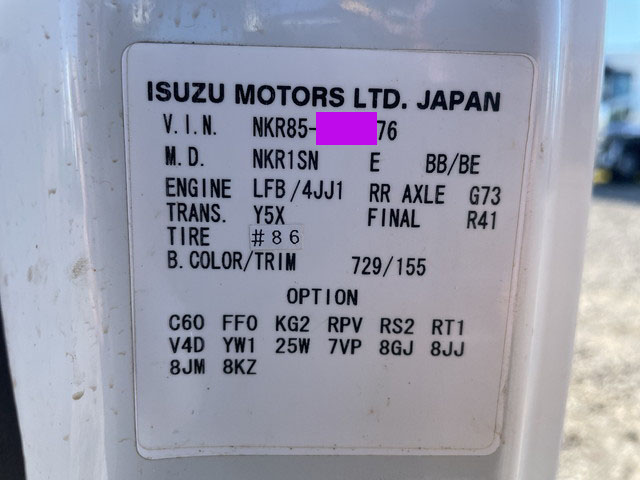 ISUZU MOTORS LTD. JAPAN
V.I.N. NKR85- 76
M.D. NKR1SN E BB/BE
ENGINE LFB/4JJ1 RR AXLE G73
TRANS. Y5X FINAL R41
TIRE #86
B.COLOR/TRIM 729/155
OPTION
C60 FF0 KG2 RPV RS2 RT1
V4D YW1 25W 7VP 8GJ 8JJ
8JM 8KZ